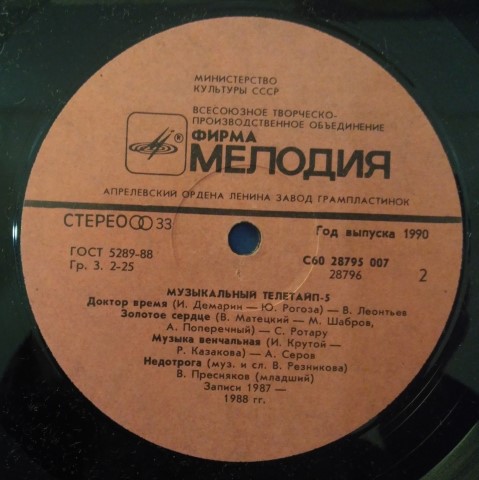 МИНИСТЕРСТВО
КУЛЬТУРЫ СССР
ВСЕСОЮЗНОЕ ТВОРЧЕСКО-
ПРОИЗВОДСТВЕННОЕ ОБЪЕДИНЕНИЕ
® ФИРМА
МЕЛОДИЯ
АПРЕЛЕВСКИЙ ОРДЕНА ЛЕНИНА ЗАВОД ГРАМПЛАСТИНОК
СТЕРЕО 33
Год выпуска 1990
ГОСТ 5289-88
Гр. 3. 2-25
С60 28795 007
28796
2
МУЗЫКАЛЬНЫЙ ТЕЛЕТАЙП-5
Доктор время (И. Демарин — Ю. Рогоза) — В. Леонтьев
Золотое сердце (В. Матецкий — М. Шабров,
А. Поперечный) — С. Ротару
Музыка венчальная (И. Крутой —
Р. Казакова) — А. Серов
Недотрога (муз. и сл. В. Резникова)
В. Пресняков (младший)
Записи 1987 —
1988 гг.